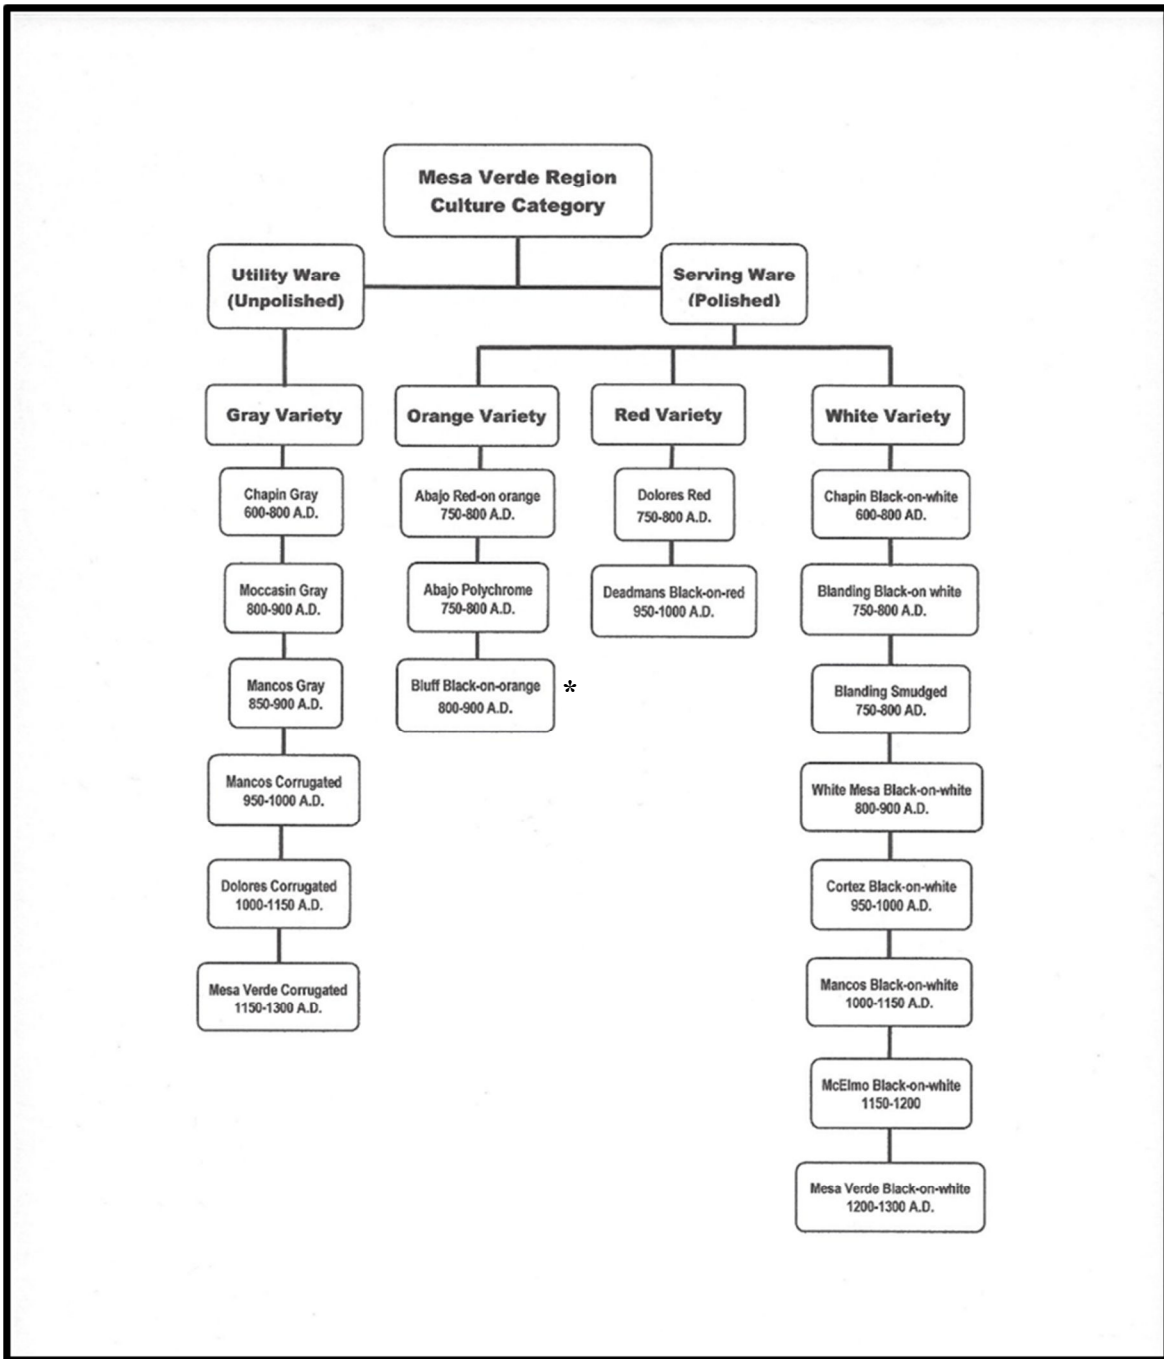 Mesa Verde Region
Culture Category
Utility Ware
(Unpolished)
Serving Ware
(Polished)
Gray Variety
Orange Variety
Red Variety
White Variety
Chapin Gray
600-800 A.D.
Moccasin Gray
800-900 A.D.
Mancos Gray
850-900 A.D.
Mancos Corrugated
950-1000 A.D.
Dolores Corrugated
1000-1150 A.D.
Mesa Verde Corrugated
1150-1300 A.D.
Abajo Red-on orange
750-800 A.D.
Abajo Polychrome
750-800 A.D.
Bluff Black-on-orange *
800-900 A.D.
Dolores Red
750-800 A.D.
Deadmans Black-on-red
950-1000 A.D.
Chapin Black-on-white
600-800 AD.
Blanding Black-on white
750-800 A.D.
Blanding Smudged
750-800 AD.
White Mesa Black-on-white
800-900 A.D.
Cortez Black-on-white
950-1000 A.D.
Mancos Black-on-white
1000-1150 A.D.
McElmo Black-on-white
1150-1200
Mesa Verde Black-on-white
1200-1300 A.D.